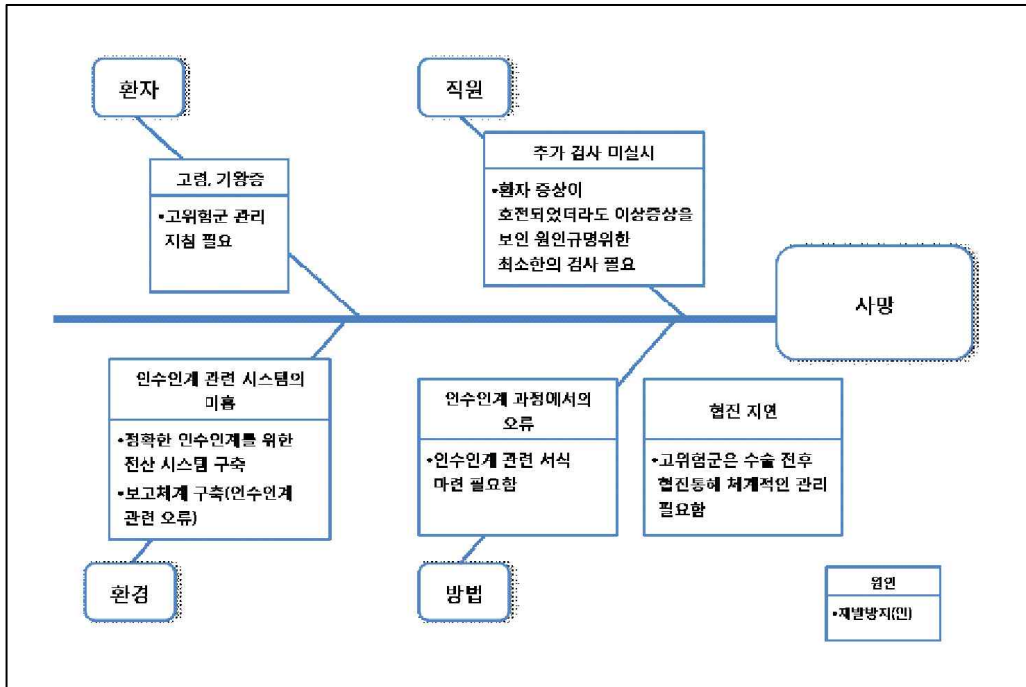 환자
직원
고령, 기왕증
•고위험군 관리
지침 필요
추가 검사 미실시
•환자 증상이
호전되었더라도 이상증상을
보인 원인규명위한
최소한의 검사 필요
사망
인수인계 관련 시스템의
미흡
•정확한 인수인계를 위한
전산 시스템 구축
•보고체계 구축(인수인계
관련 오류)
인수인계 과정에서의
오류
•인수인계 관련 서식
마련 필요함
협진 지연
•고위험군은 수술 전후
협진통해 체계적인 관리
필요함
환경
방법
원인
•재발방지(안)